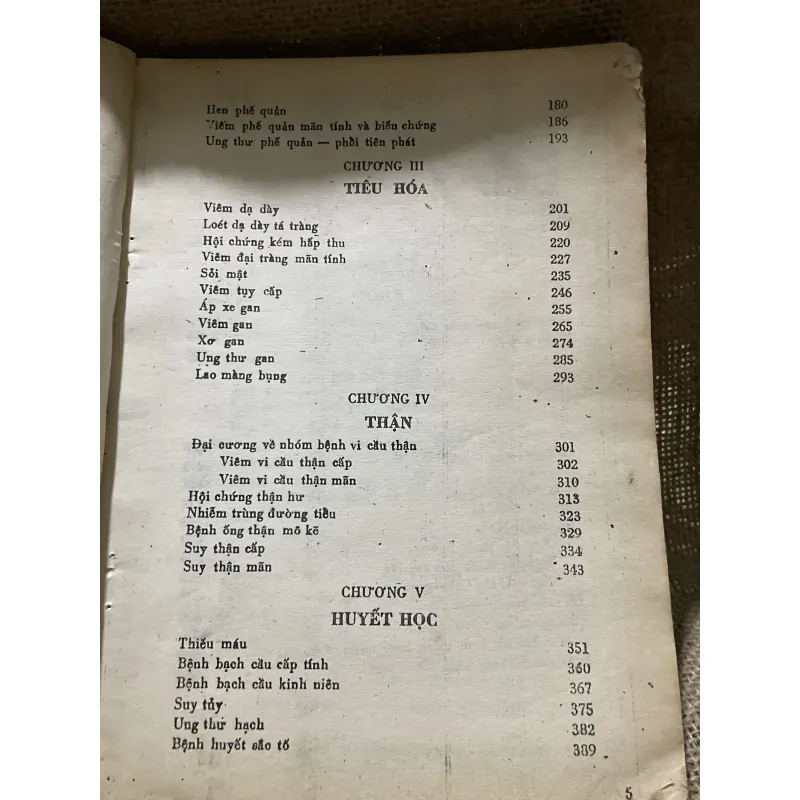 Hen phế quản 180
Viêm phế quản mãn tính và biến chứng 186
Ung thư phế quản — phổi tiên phát 193
CHƯƠNG III
TIÊU HÓA
Viêm dạ dày 201
Loét dạ dày tá tràng 209
Hội chứng kém hấp thu 220
Viêm đại tràng mãn tính 227
Sỏi mật 235
Viêm tụy cấp 246
Áp xe gan 255
Viêm gan 265
Xơ gan 274
Ung thư gan 285
Lao màng bụng 293
CHƯƠNG IV
THẬN
Đại cương về nhóm bệnh vi cầu thận 301
Viêm vi cầu thận cấp 302
Viêm vi cầu thận mãn 310
Hội chứng thận hư 313
Nhiễm trùng đường tiểu 323
Bệnh ống thận mô kẽ 329
Suy thận cấp 334
Suy thận mãn 343
CHƯƠNG V
HUYẾT HỌC
Thiếu máu 351
Bệnh bạch cầu cấp tính 360
Bệnh bạch cầu kinh niên 367
Suy tủy 375
Ung thư hạch 382
Bệnh huyết sắc tố 389
5